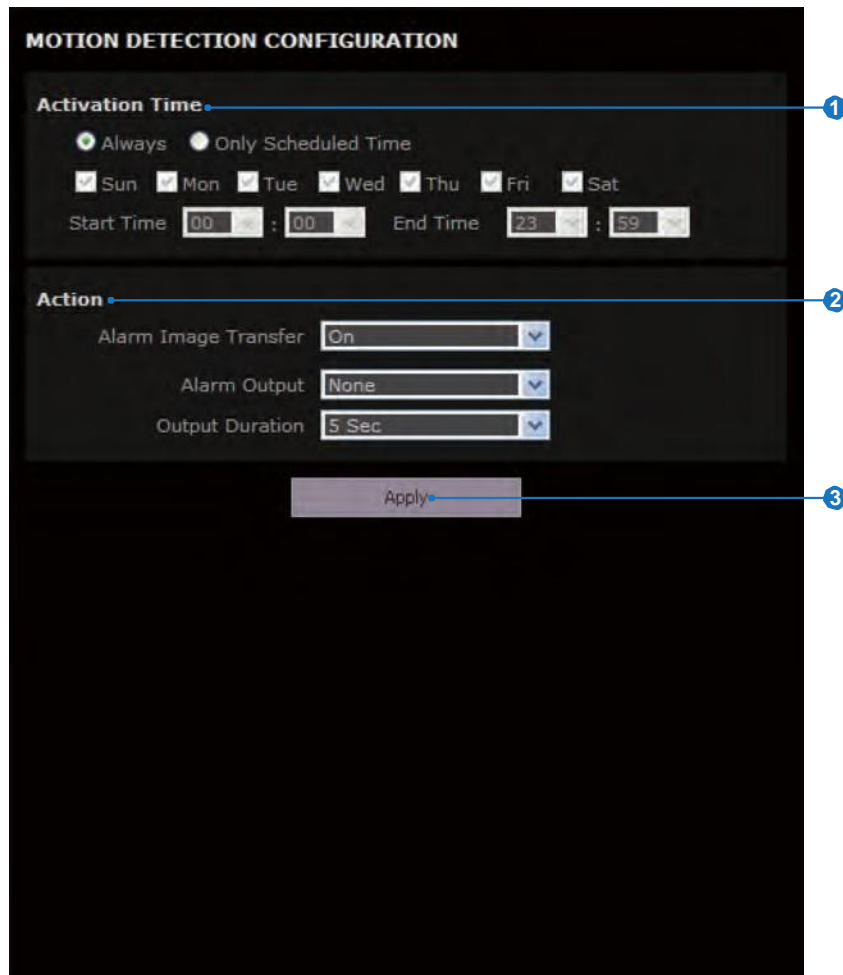 MOTION DETECTION CONFIGURATION
Activation Time
1
Always Only Scheduled Time
Sun Mon Tue Wed Thu Fri Sat
Start Time 00 : 00 End Time 23 : 59
Action
2
Alarm Image Transfer On
Alarm Output None
Output Duration 5 Sec
Apply
3